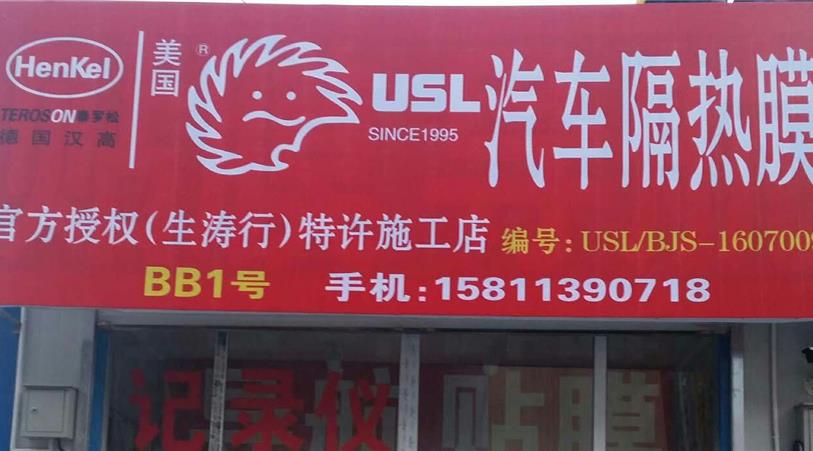 Henkel
TEROSON泰罗松
德国汉高
美国
®
USL
SINCE1995
汽车隔热膜
官方授权(生涛行)特许施工店 编号:USL/BJS-1607009
BB1号 手机:15811390718
记录仪 航 贴膜